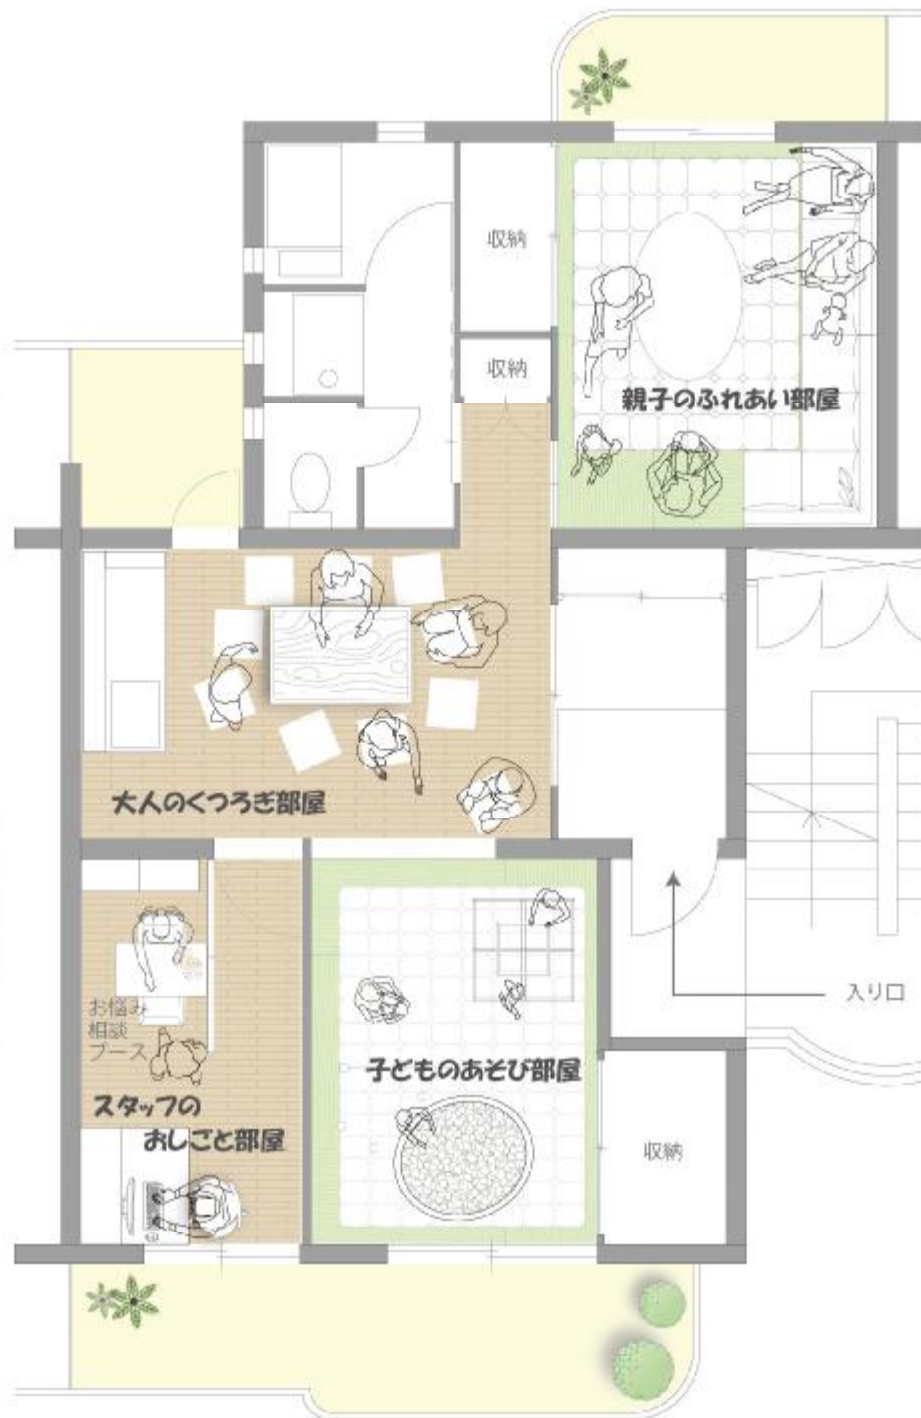 収納
収納
親子のふれあい部屋
大人のくつろぎ部屋
お悩み
相談
ブース
スタッフの
おしごと部屋
子どものあそび部屋
入り口
収納